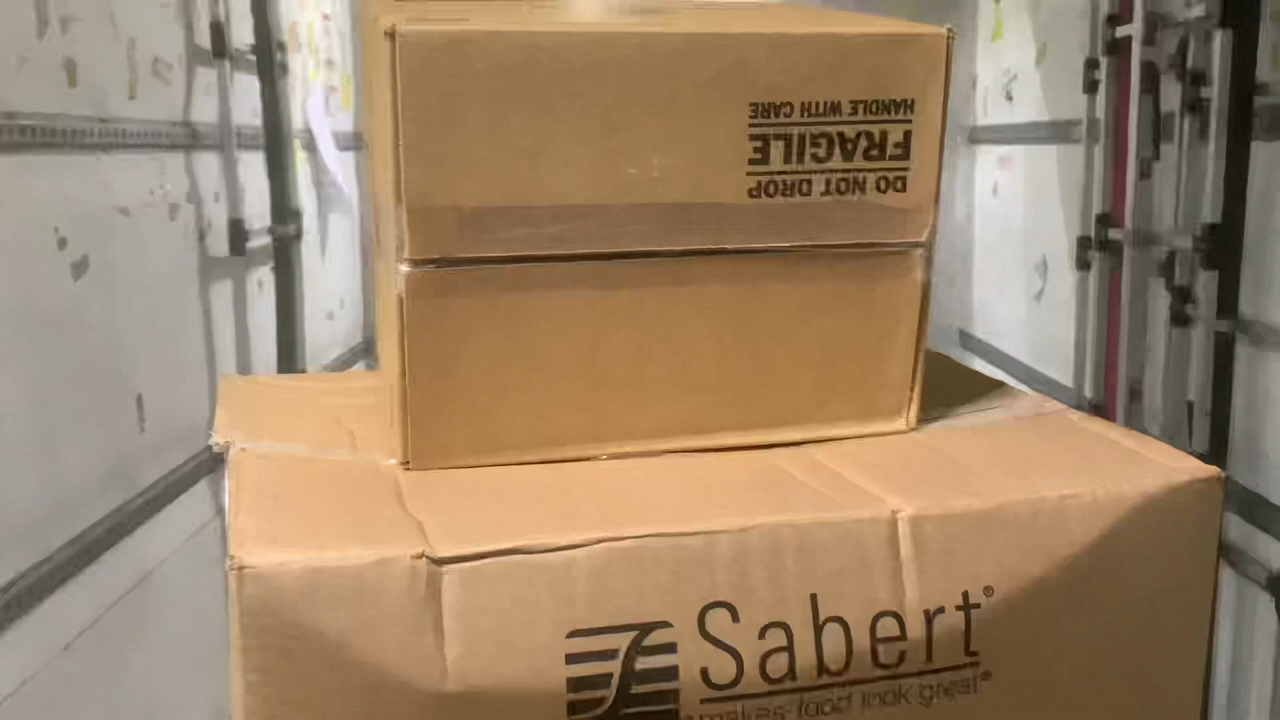 DO NOT DROP
FRAGILE
HANDLE WITH CARE
Sabert®
makes food look great®